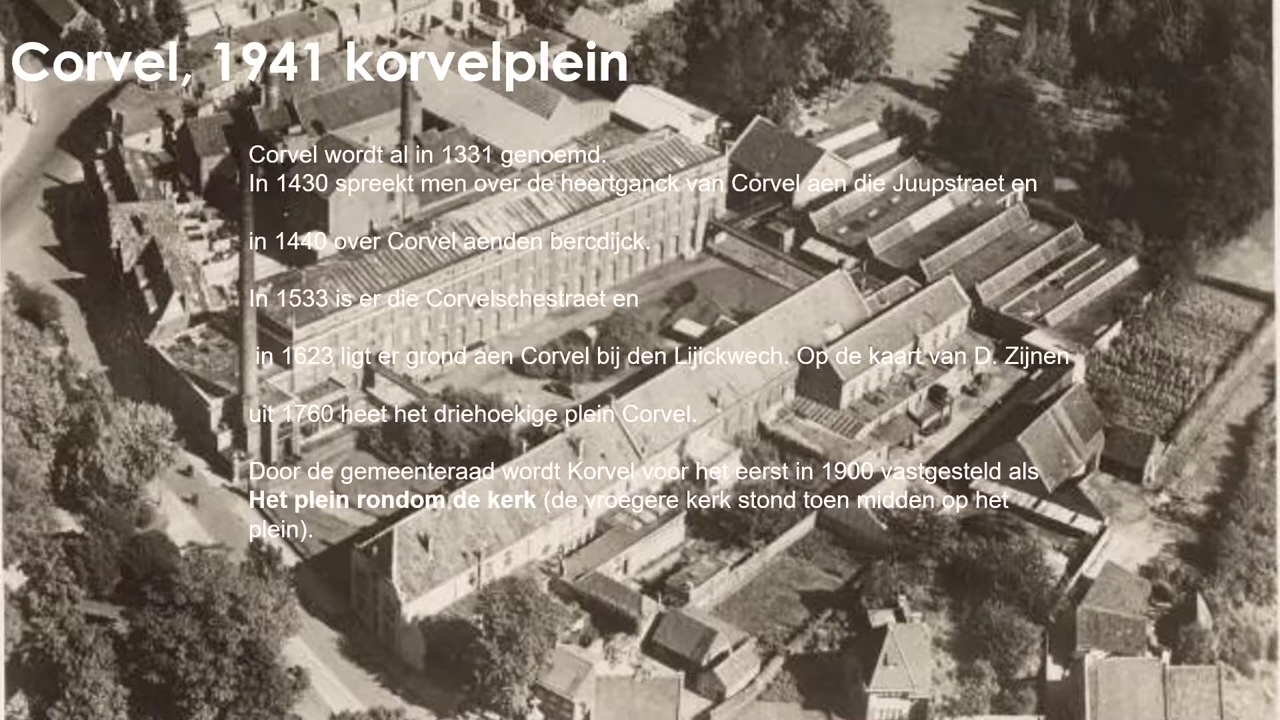 Corvel, 1941 korvelplein
Corvel wordt al in 1331 genoemd.
In 1430 spreekt men over de heertganck van Corvel aen die Juupstraet en
in 1440 over Corvel aenden bercdijck.
In 1533 is er die Corvelschestraet en
in 1623 ligt er grond aen Corvel bij den Lijickwech. Op de kaart van D. Zijnen
uit 1760 heet het driehoekige plein Corvel.
Door de gemeenteraad wordt Korvel voor het eerst in 1900 vastgesteld als
Het plein rondom de kerk (de vroegere kerk stond toen midden op het
plein).